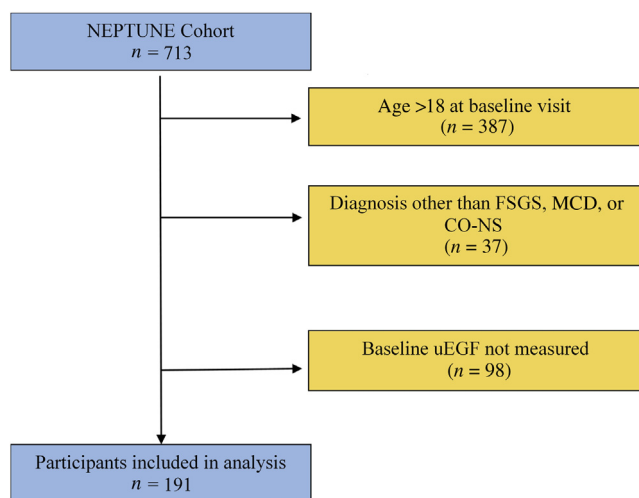 NEPTUNE Cohort
n = 713
Age >18 at baseline visit
(n = 387)
Diagnosis other than FSGS, MCD, or
CO-NS
(n = 37)
Baseline uEGF not measured
(n = 98)
Participants included in analysis
n = 191